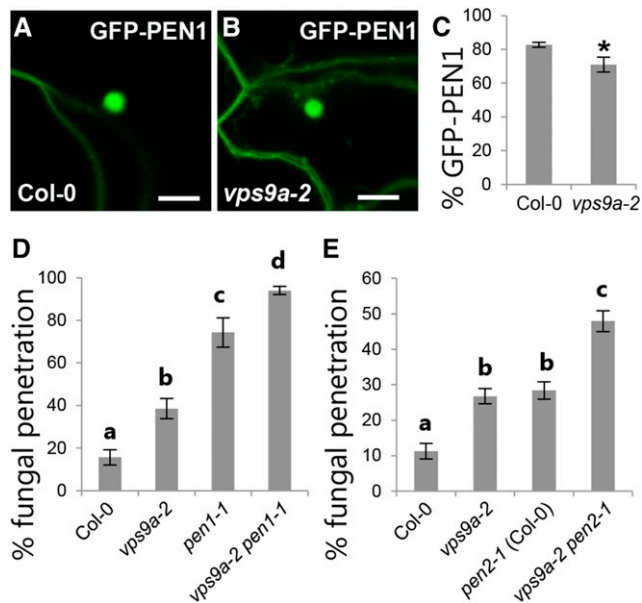 A
GFP-PEN1
Col-0
B
GFP-PEN1
vps9a-2
C
% GFP-PEN1
100
80
60
40
20
0
*
Col-0
vps9a-2
D
% fungal penetration
100
80
60
40
20
0
a
b
c
d
Col-0
vps9a-2
pen1-1
vps9a-2 pen1-1
E
% fungal penetration
60
50
40
30
20
10
0
a
b
b
c
Col-0
vps9a-2
pen2-1 (Col-0)
vps9a-2 pen2-1